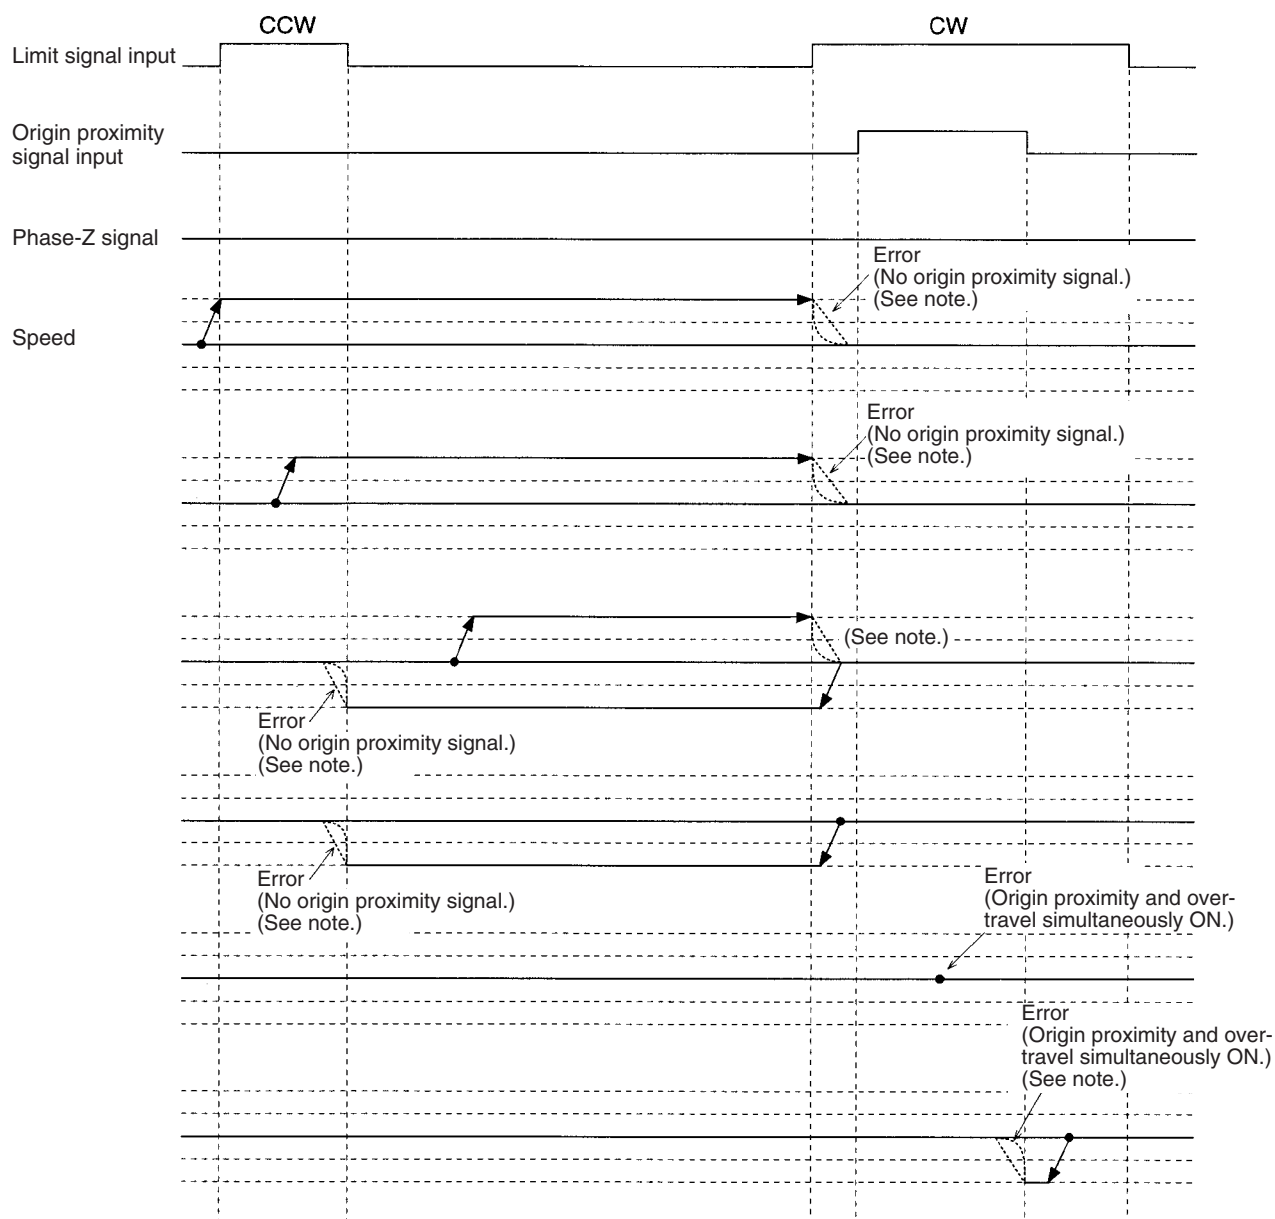 CCW
CW
Limit signal input
Origin proximity
signal input
Phase-Z signal
Error
(No origin proximity signal.)
(See note.)
Speed
Error
(No origin proximity signal.)
(See note.)
(See note.)
Error
(No origin proximity signal.)
(See note.)
Error
(No origin proximity signal.)
(See note.)
Error
(Origin proximity and over-
travel simultaneously ON.)
Error
(Origin proximity and over-
travel simultaneously ON.)
(See note.)